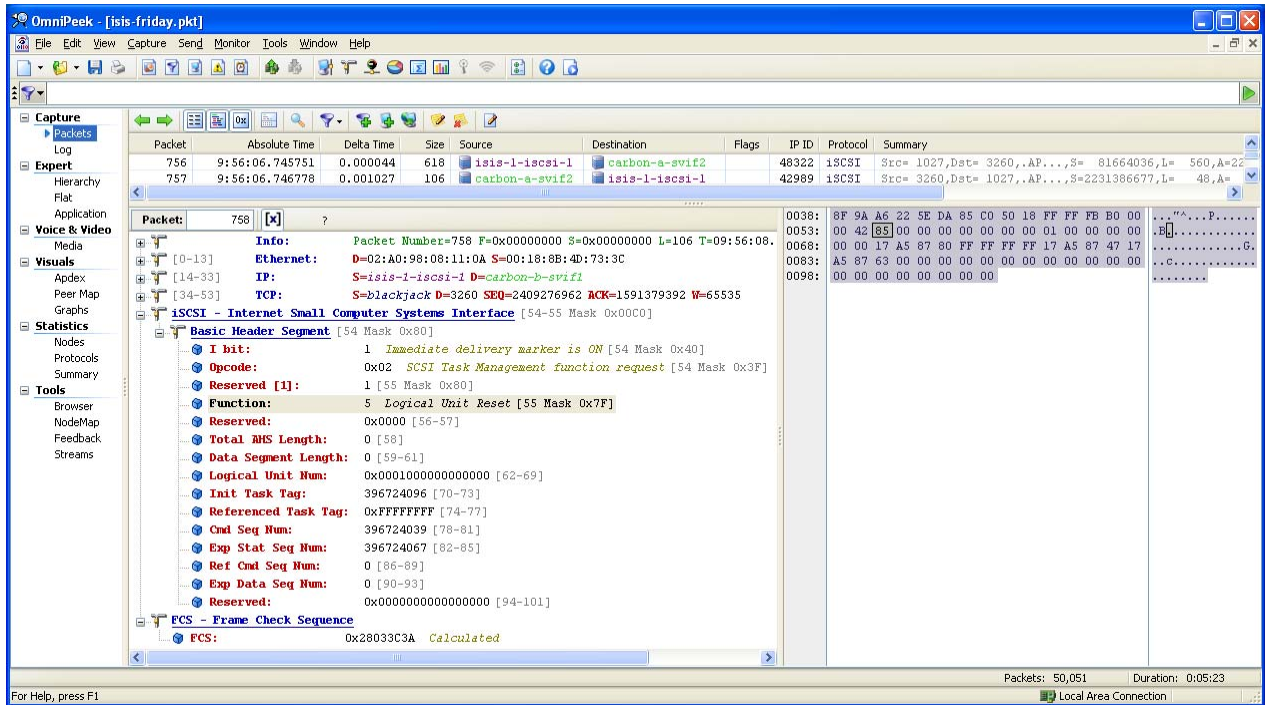 OmniPeek - [isis-friday.pkt]
File Edit View Capture Send Monitor Tools Window Help
Capture
Packets
Log
Expert
Hierarchy
Flat
Application
Voice & Video
Media
Visuals
Apdex
Peer Map
Graphs
Statistics
Nodes
Protocols
Summary
Tools
Browser
NodeMap
Feedback
Streams
Packet Absolute Time Delta Time Size Source Destination Flags IP ID Protocol Summary
756 9:56:06.745751 0.000044 618 isis-1-iscsi-1 carbon-a-svif2 48322 iSCSI Src= 1027,Dst= 3260,.AP...,S= 81664036,L= 560,A=22
757 9:56:06.746778 0.001027 106 carbon-a-svif2 isis-1-iscsi-1 42989 iSCSI Src= 3260,Dst= 1027,.AP...,S=2231386677,L= 48,A=
Packet: 758 [x] ?
Info: Packet Number=758 F=0x00000000 S=0x00000000 L=106 T=09:56:08.
[0-13] Ethernet: D=02:A0:98:08:11:0A S=00:18:8B:4D:73:3C
[14-33] IP: S=isis-1-iscsi-1 D=carbon-b-svif1
[34-53] TCP: S=blackjack D=3260 SEQ=2409276962 ACK=1591379392 W=65535
iSCSI - Internet Small Computer Systems Interface [54-55 Mask 0x00C0]
Basic Header Segment [54 Mask 0x80]
I bit: 1 Immediate delivery marker is ON [54 Mask 0x40]
Opcode: 0x02 SCSI Task Management function request [54 Mask 0x3F]
Reserved [1]: 1 [55 Mask 0x80]
Function: 5 Logical Unit Reset [55 Mask 0x7F]
Reserved: 0x0000 [56-57]
Total AHS Length: 0 [58]
Data Segment Length: 0 [59-61]
Logical Unit Num: 0x0001000000000000 [62-69]
Init Task Tag: 396724096 [70-73]
Referenced Task Tag: 0xFFFFFFFF [74-77]
Cmd Seq Num: 396724039 [78-81]
Exp Stat Seq Num: 396724067 [82-85]
Ref Cmd Seq Num: 0 [86-89]
Exp Data Seq Num: 0 [90-93]
Reserved: 0x0000000000000000 [94-101]
FCS - Frame Check Sequence
FCS: 0x28033C3A Calculated
0038: 8F 9A A6 22 5E DA 85 C0 50 18 FF FF FB B0 00 ..."^...P......
0053: 00 42 85 00 00 00 00 00 00 00 01 00 00 00 00 .B.............
0068: 00 00 17 A5 87 80 FF FF FF FF 17 A5 87 47 17 .............G.
0083: A5 87 63 00 00 00 00 00 00 00 00 00 00 00 00 ..C............
0098: 00 00 00 00 00 00 00 00 ........
Packets: 50,051 Duration: 0:05:23
For Help, press F1 Local Area Connection